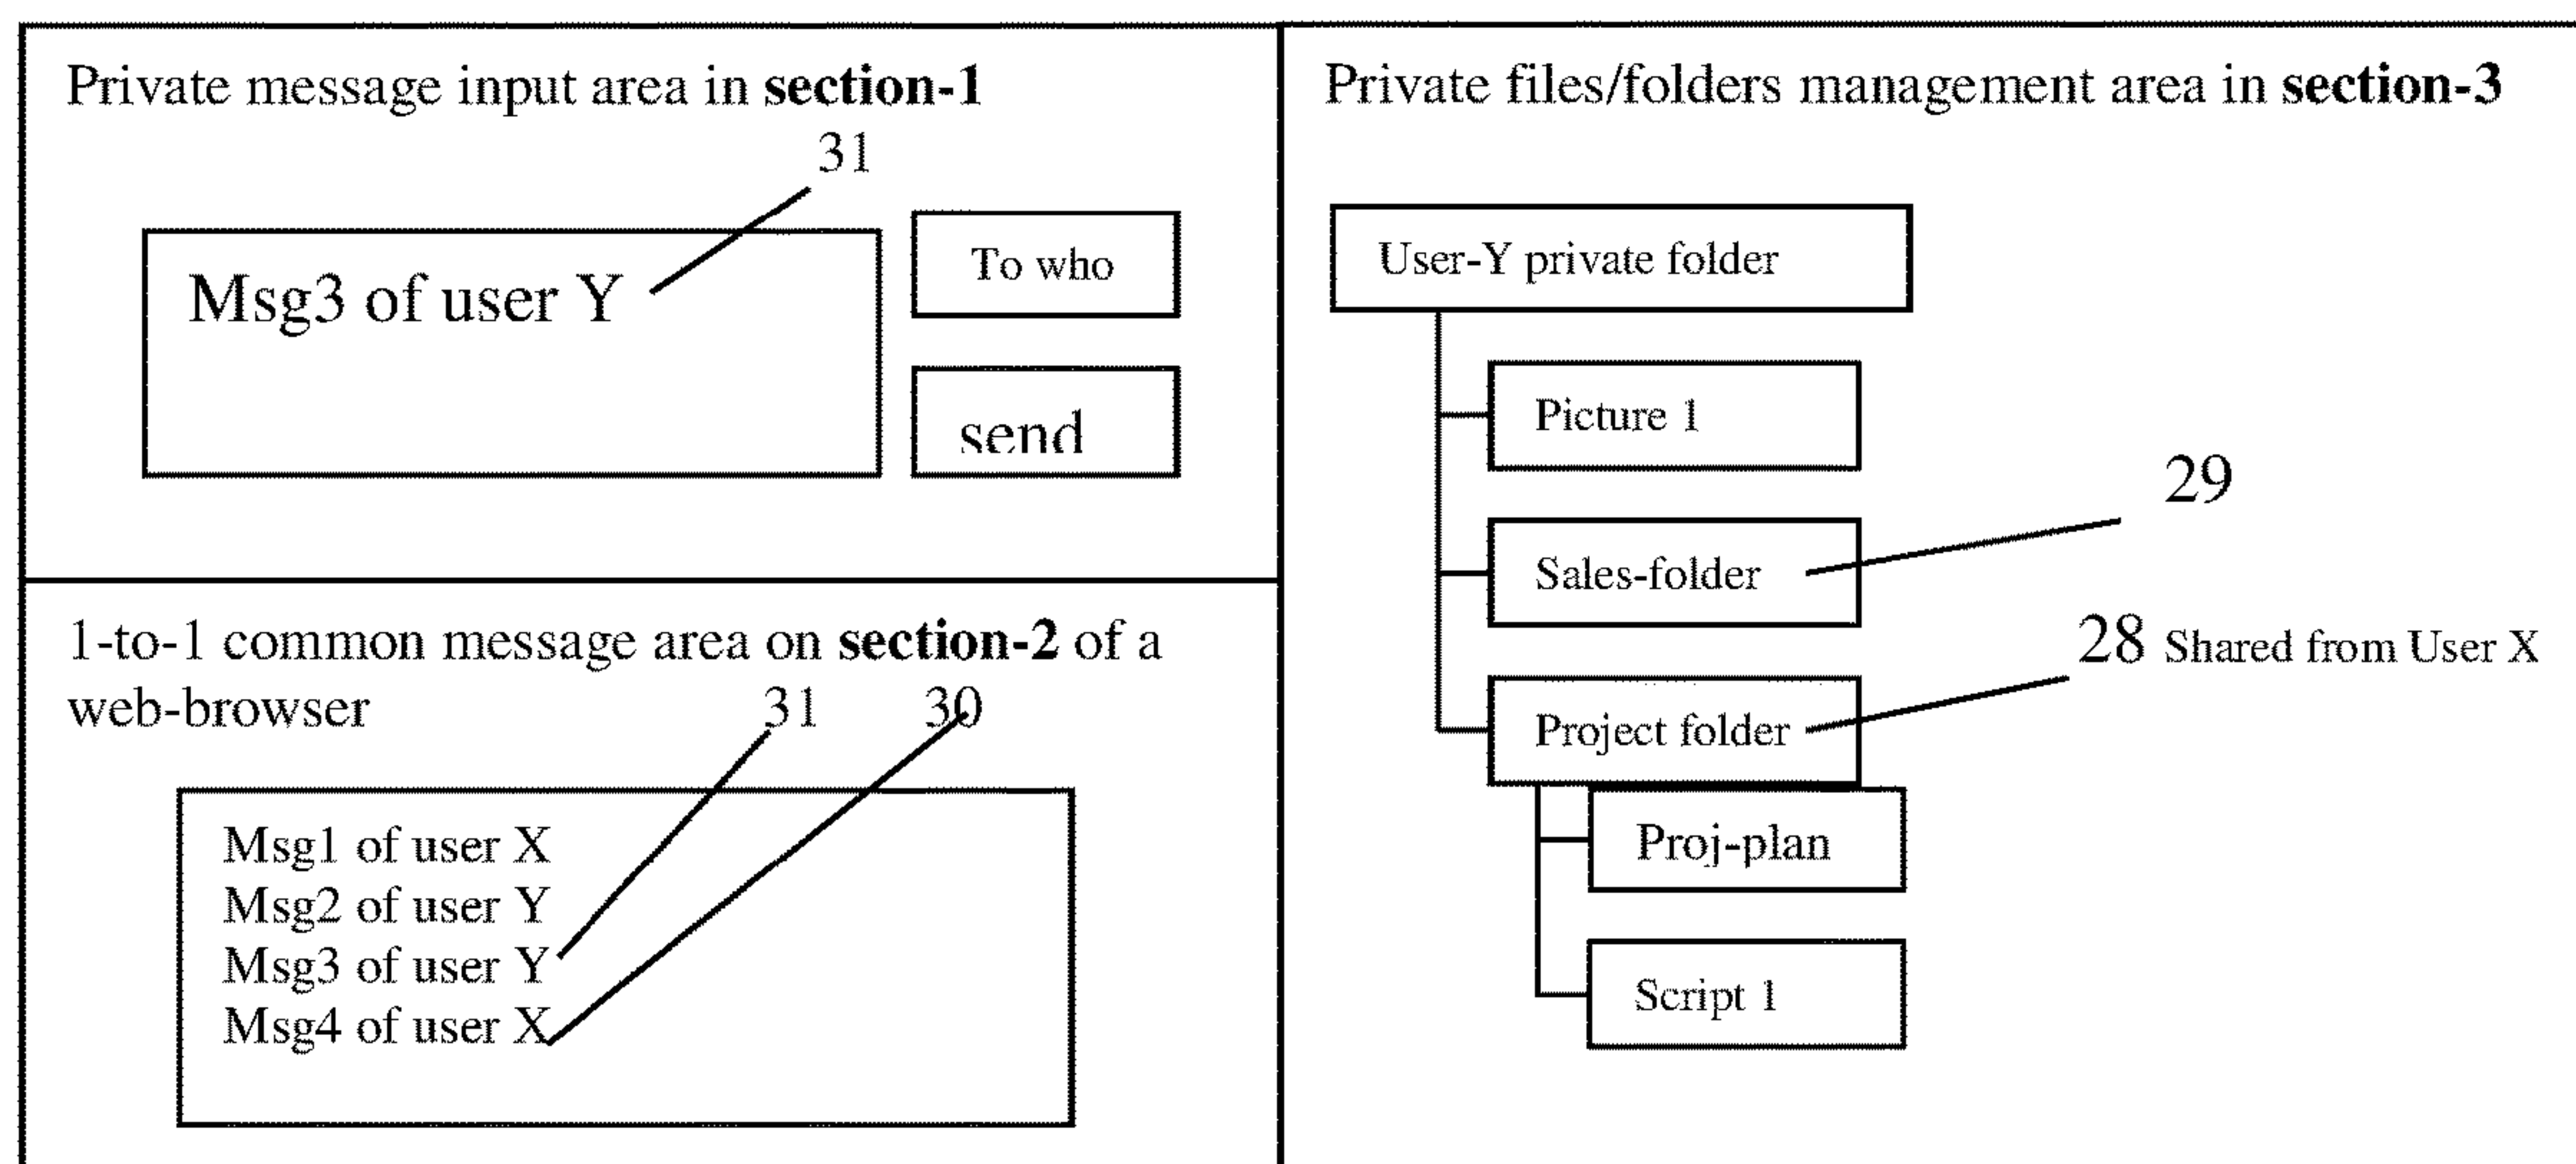 Private message input area in section-1
31
Msg3 of user Y
To who
send
1-to-1 common message area on section-2 of a
web-browser
31 30
Msg1 of user X
Msg2 of user Y
Msg3 of user Y
Msg4 of user X
Private files/folders management area in section-3
User-Y private folder
Picture 1
29
Sales-folder
28 Shared from User X
Project folder
Proj-plan
Script 1